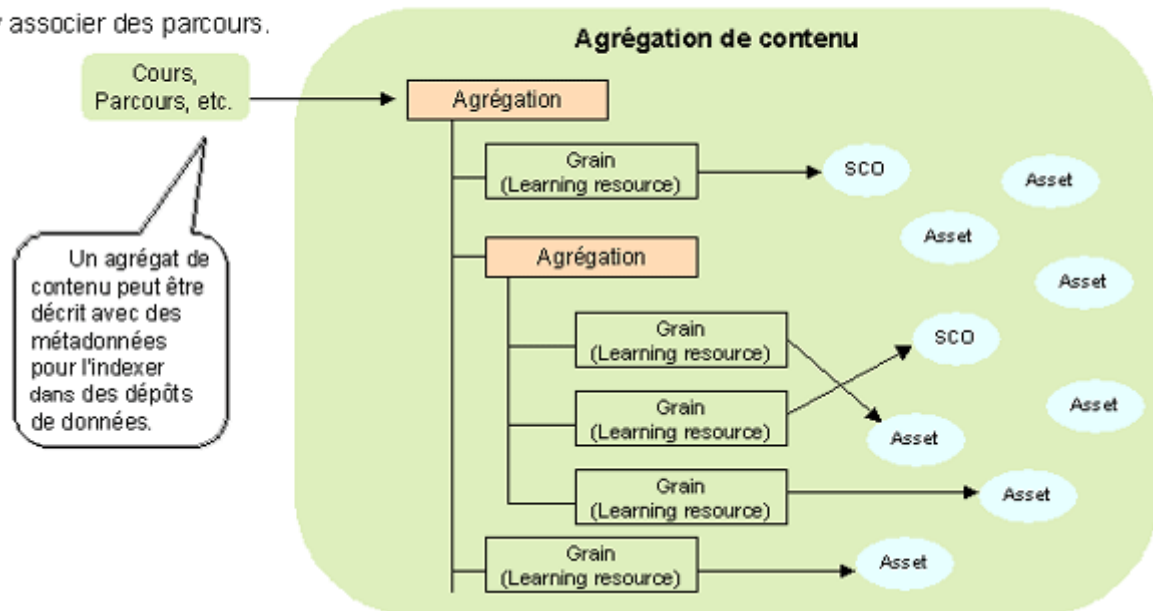 associer des parcours.
Agrégation de contenu
Cours,
Parcours, etc.
Agrégation
Grain
(Learning resource)
SCO
Asset
Asset
Un agrégat de
contenu peut être
décrit avec des
métadonnées
pour l'indexer
dans des dépôts
de données.
Agrégation
Asset
Grain
(Learning resource)
SCO
Grain
(Learning resource)
Asset
Asset
Grain
(Learning resource)
Asset
Grain
(Learning resource)
Asset